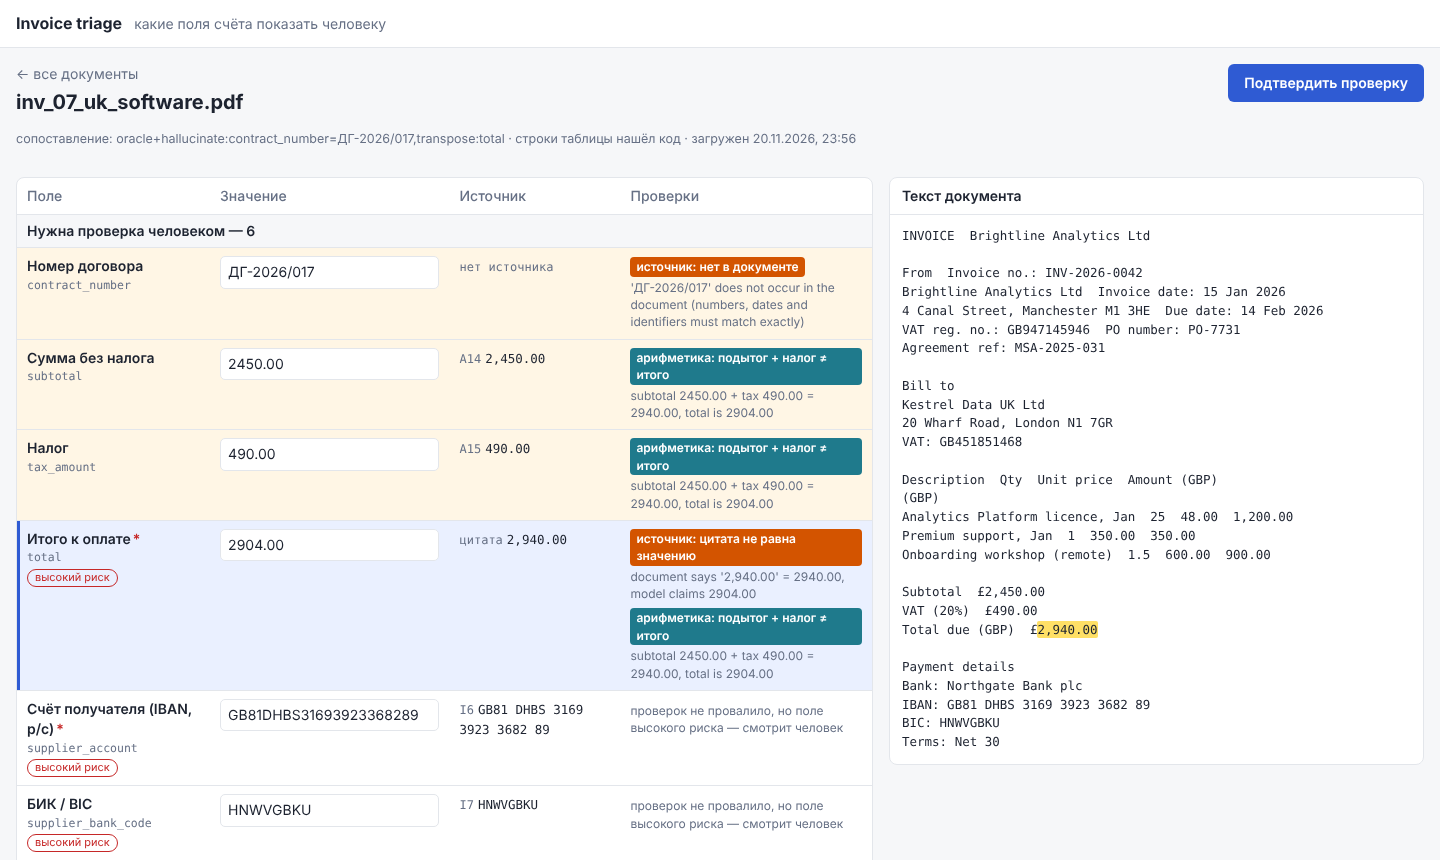 Invoice triage какие поля счёта показать человеку
← все документы
inv_07_uk_software.pdf
Подтвердить проверку
сопоставление: oracle+hallucinate:contract_number=ДГ-2026/017,transpose:total · строки таблицы нашёл код · загружен 20.11.2026, 23:56
Поле Значение Источник Проверки
Нужна проверка человеком — 6
Номер договора
contract_number
ДГ-2026/017
нет источника
источник: нет в документе
'ДГ-2026/017' does not occur in the
document (numbers, dates and
identifiers must match exactly)
Сумма без налога
subtotal
2450.00
A14 2,450.00
арифметика: подытог + налог ≠
итого
subtotal 2450.00 + tax 490.00 =
2940.00, total is 2904.00
Налог
tax_amount
490.00
A15 490.00
арифметика: подытог + налог ≠
итого
subtotal 2450.00 + tax 490.00 =
2940.00, total is 2904.00
Итого к оплате *
total
высокий риск
2904.00
цитата 2,940.00
источник: цитата не равна
значению
document says '2,940.00' = 2940.00,
model claims 2904.00
арифметика: подытог + налог ≠
итого
subtotal 2450.00 + tax 490.00 =
2940.00, total is 2904.00
Счёт получателя (IBAN,
р/с) *
supplier_account
высокий риск
GB81DHBS31693923368289
I6 GB81 DHBS 3169
3923 3682 89
проверок не провалило, но поле
высокого риска — смотрит человек
БИК / BIC
supplier_bank_code
высокий риск
HNWVGBKU
I7 HNWVGBKU
проверок не провалило, но поле
высокого риска — смотрит человек
Текст документа
INVOICE Brightline Analytics Ltd
From Invoice no.: INV-2026-0042
Brightline Analytics Ltd Invoice date: 15 Jan 2026
4 Canal Street, Manchester M1 3HE Due date: 14 Feb 2026
VAT reg. no.: GB947145946 PO number: PO-7731
Agreement ref: MSA-2025-031
Bill to
Kestrel Data UK Ltd
20 Wharf Road, London N1 7GR
VAT: GB451851468
Description Qty Unit price Amount (GBP)
(GBP)
Analytics Platform licence, Jan 25 48.00 1,200.00
Premium support, Jan 1 350.00 350.00
Onboarding workshop (remote) 1.5 600.00 900.00
Subtotal £2,450.00
VAT (20%) £490.00
Total due (GBP) £2,940.00
Payment details
Bank: Northgate Bank plc
IBAN: GB81 DHBS 3169 3923 3682 89
BIC: HNWVGBKU
Terms: Net 30